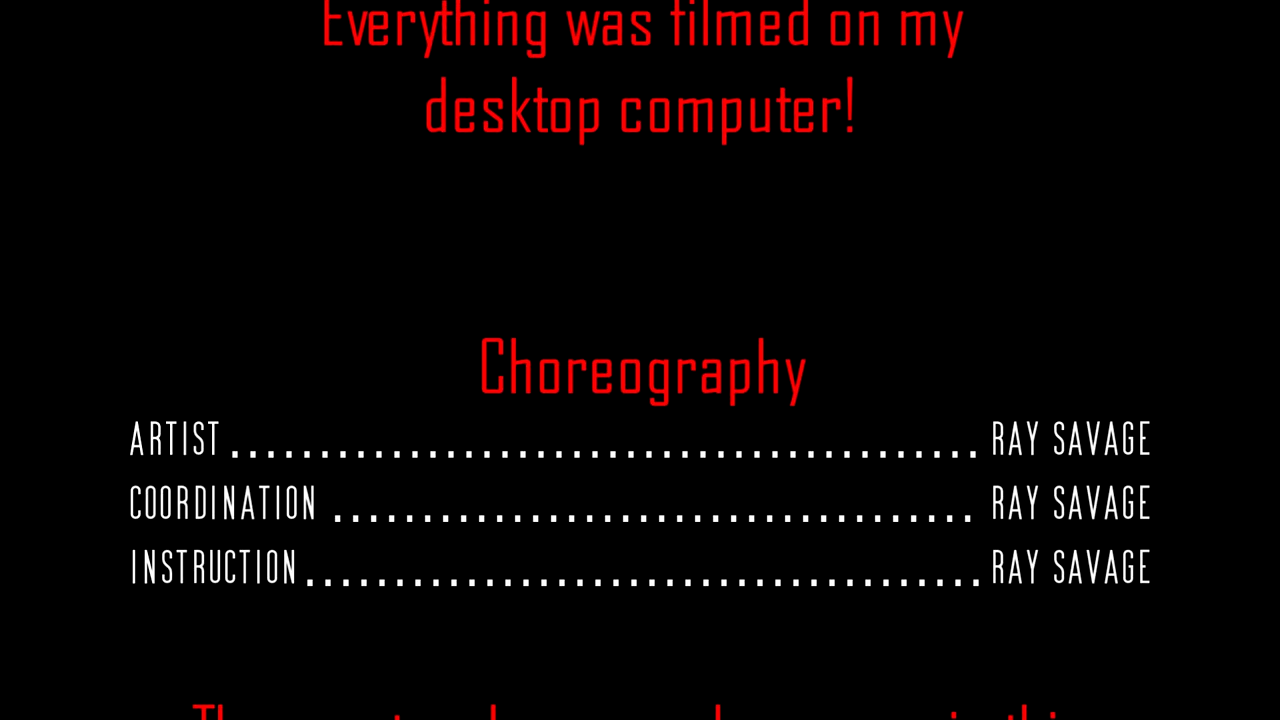 Everything was filmed on my
desktop computer!
Choreography
ARTIST ........................................... RAY SAVAGE
COORDINATION .................................... RAY SAVAGE
INSTRUCTION ...................................... RAY SAVAGE